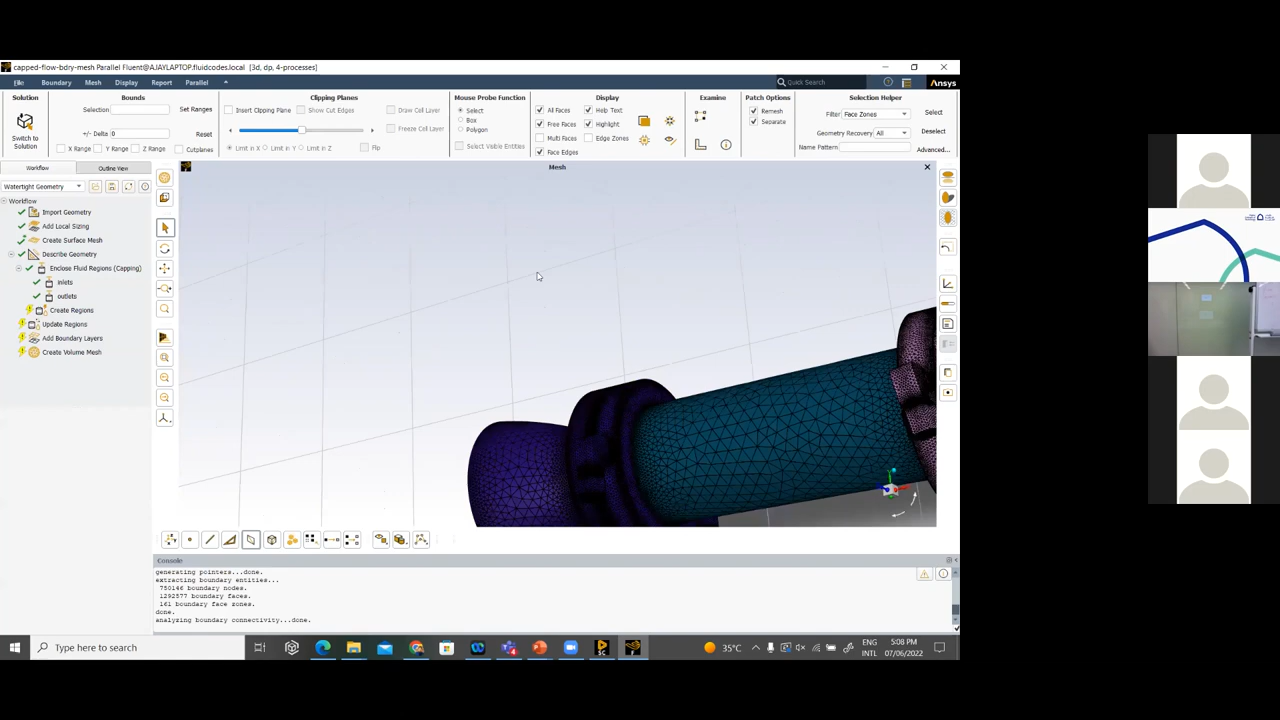 capped-flow-bdry-mesh Parallel Fluent@AJAYLAPTOP.fluidcodes.local [3d, dp, 4-processes]
File Boundary Mesh Display Report Parallel Quick Search Ansys
Solution Bounds Clipping Planes Mouse Probe Function Display Examine Patch Options Selection Helper
Switch to Solution
Selection Set Ranges
+/- Delta 0 Reset
X Range Y Range Z Range Cutplanes
Insert Clipping Plane Show Cut Edges Draw Cell Layer
Freeze Cell Layer
Limit in X Limit in Y Limit in Z Flip
Select
Box
Polygon
Select Visible Entities
All Faces Help Text
Free Faces Highlight
Multi Faces Edge Zones
Face Edges
Remesh
Separate
Filter Face Zones Select
Geometry Recovery All Deselect
Name Pattern Advanced...
Workflow Outline View
Mesh
Watertight Geometry
Workflow
Import Geometry
Add Local Sizing
Create Surface Mesh
Describe Geometry
Enclose Fluid Regions (Capping)
inlets
outlets
Create Regions
Update Regions
Add Boundary Layers
Create Volume Mesh
Console
generating pointers...done.
extracting boundary entities...
750146 boundary nodes.
1292577 boundary faces.
161 boundary face zones.
done.
analyzing boundary connectivity...done.
Type here to search
35°C
ENG
INTL
5:08 PM
07/06/2022